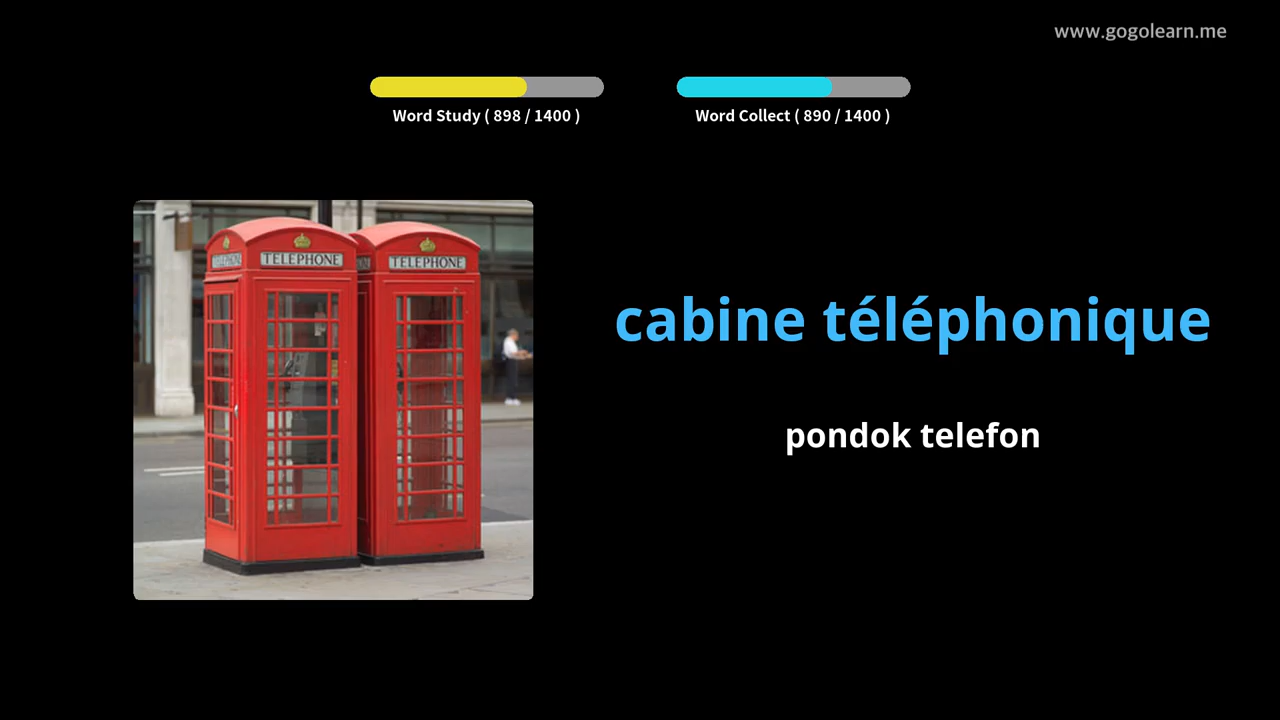 www.gogolearn.me
Word Study ( 898 / 1400 )
Word Collect ( 890 / 1400 )
TELEPHONE
TELEPHONE
cabine téléphonique
pondok telefon